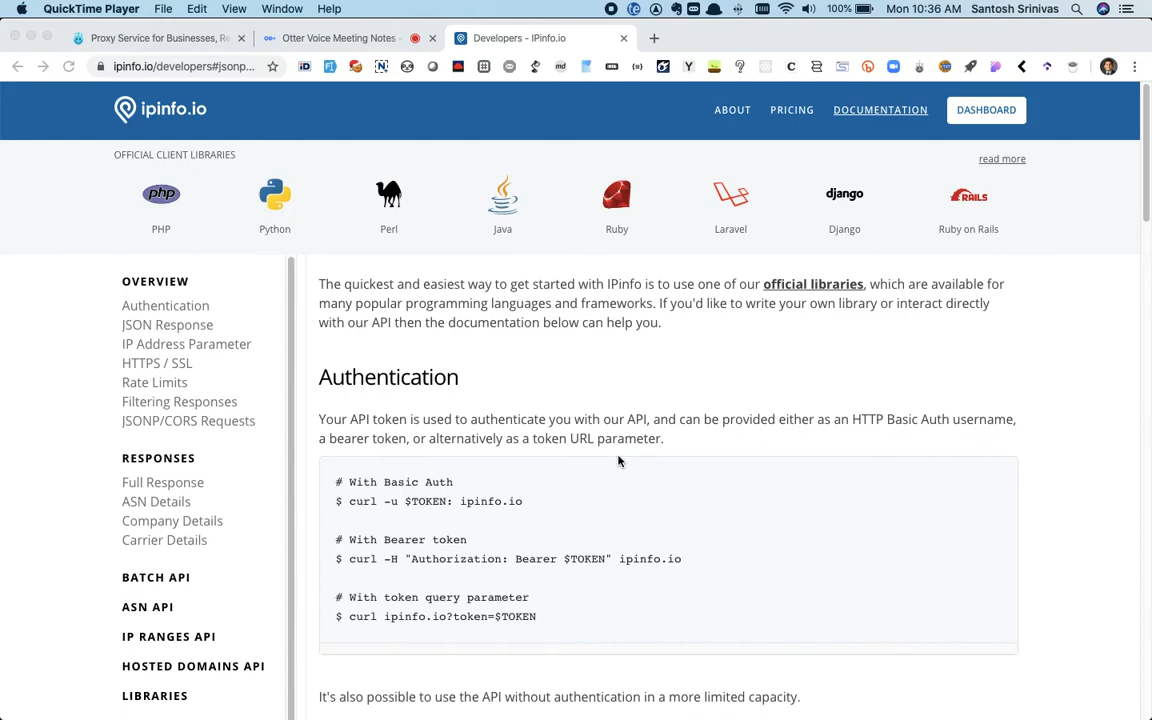 QuickTime Player File Edit View Window Help 100% Mon 10:36 AM Santosh Srinivas
Proxy Service for Businesses, Re Otter Voice Meeting Notes - Developers - IPinfo.io
ipinfo.io/developers#jsonp...
ipinfo.io ABOUT PRICING DOCUMENTATION DASHBOARD
OFFICIAL CLIENT LIBRARIES read more
php django RAILS
PHP Python Perl Java Ruby Laravel Django Ruby on Rails
OVERVIEW
Authentication
JSON Response
IP Address Parameter
HTTPS / SSL
Rate Limits
Filtering Responses
JSONP/CORS Requests
RESPONSES
Full Response
ASN Details
Company Details
Carrier Details
BATCH API
ASN API
IP RANGES API
HOSTED DOMAINS API
LIBRARIES
The quickest and easiest way to get started with IPinfo is to use one of our official libraries, which are available for
many popular programming languages and frameworks. If you'd like to write your own library or interact directly
with our API then the documentation below can help you.
Authentication
Your API token is used to authenticate you with our API, and can be provided either as an HTTP Basic Auth username,
a bearer token, or alternatively as a token URL parameter.
# With Basic Auth
$ curl -u $TOKEN: ipinfo.io
# With Bearer token
$ curl -H "Authorization: Bearer $TOKEN" ipinfo.io
# With token query parameter
$ curl ipinfo.io?token=$TOKEN
It's also possible to use the API without authentication in a more limited capacity.